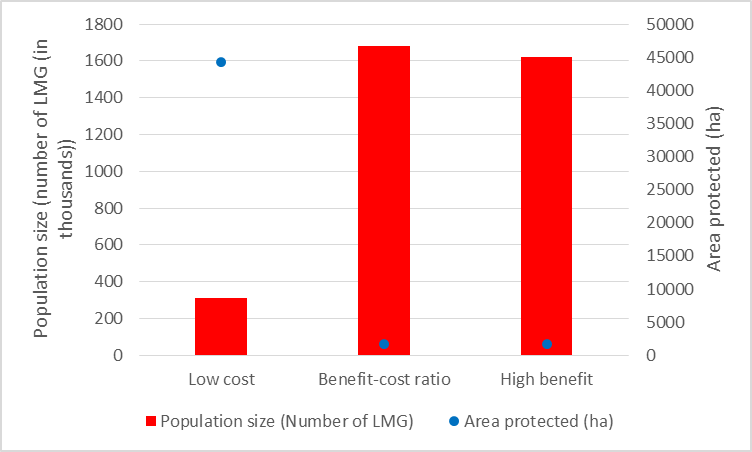 Population size (number of LMG (in
thousands))
1800
1600
1400
1200
1000
800
600
400
200
0
50000
45000
40000
35000
30000
25000
20000
15000
10000
5000
0
Area protected (ha)
Low cost
Benefit-cost ratio
High benefit
Population size (Number of LMG)
Area protected (ha)